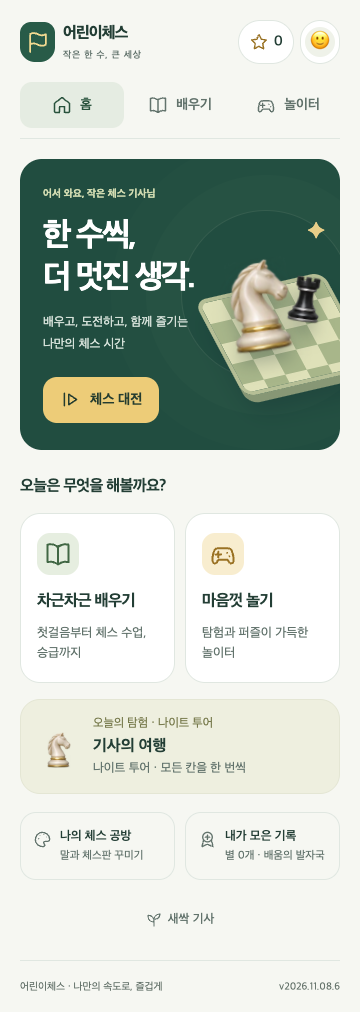 어린이체스
작은 한 수, 큰 세상
0
홈
배우기
놀이터
어서 와요, 작은 체스 기사님
한 수씩,
더 멋진 생각.
배우고, 도전하고, 함께 즐기는
나만의 체스 시간
체스 대전
오늘은 무엇을 해볼까요?
차근차근 배우기
첫걸음부터 체스 수업,
승급까지
마음껏 놀기
탐험과 퍼즐이 가득한
놀이터
오늘의 탐험 · 나이트 투어
기사의 여행
나이트 투어 · 모든 칸을 한 번씩
나의 체스 공방
말과 체스판 꾸미기
내가 모은 기록
별 0개 · 배움의 발자국
새싹 기사
어린이체스 · 나만의 속도로, 즐겁게
v2026.11.08.6